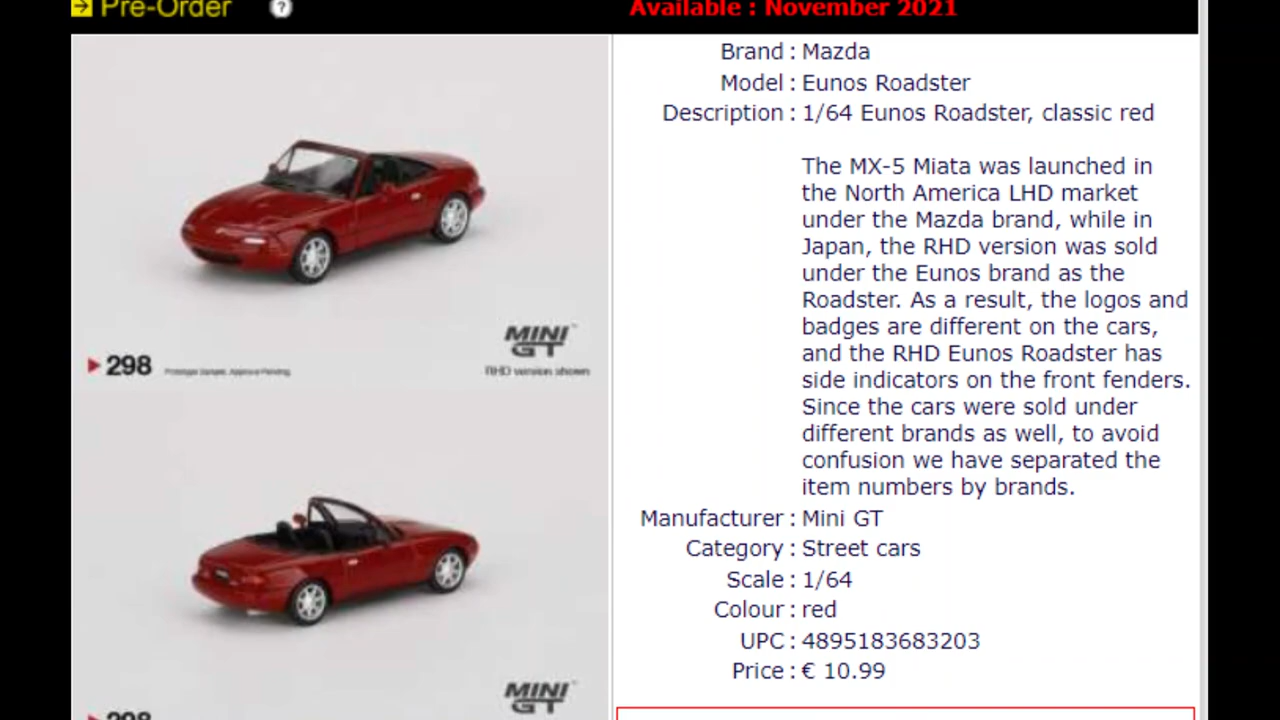 Pre-Order
?
Available : November 2021
Brand : Mazda
Model : Eunos Roadster
Description : 1/64 Eunos Roadster, classic red
The MX-5 Miata was launched in
the North America LHD market
under the Mazda brand, while in
Japan, the RHD version was sold
under the Eunos brand as the
Roadster. As a result, the logos and
badges are different on the cars,
and the RHD Eunos Roadster has
side indicators on the front fenders.
Since the cars were sold under
different brands as well, to avoid
confusion we have separated the
item numbers by brands.
Manufacturer : Mini GT
Category : Street cars
Scale : 1/64
Colour : red
UPC : 4895183683203
Price : € 10.99
MINI
GT
298
Prototype Sample, Approval Pending.
RHD version shown
MINI
GT
298